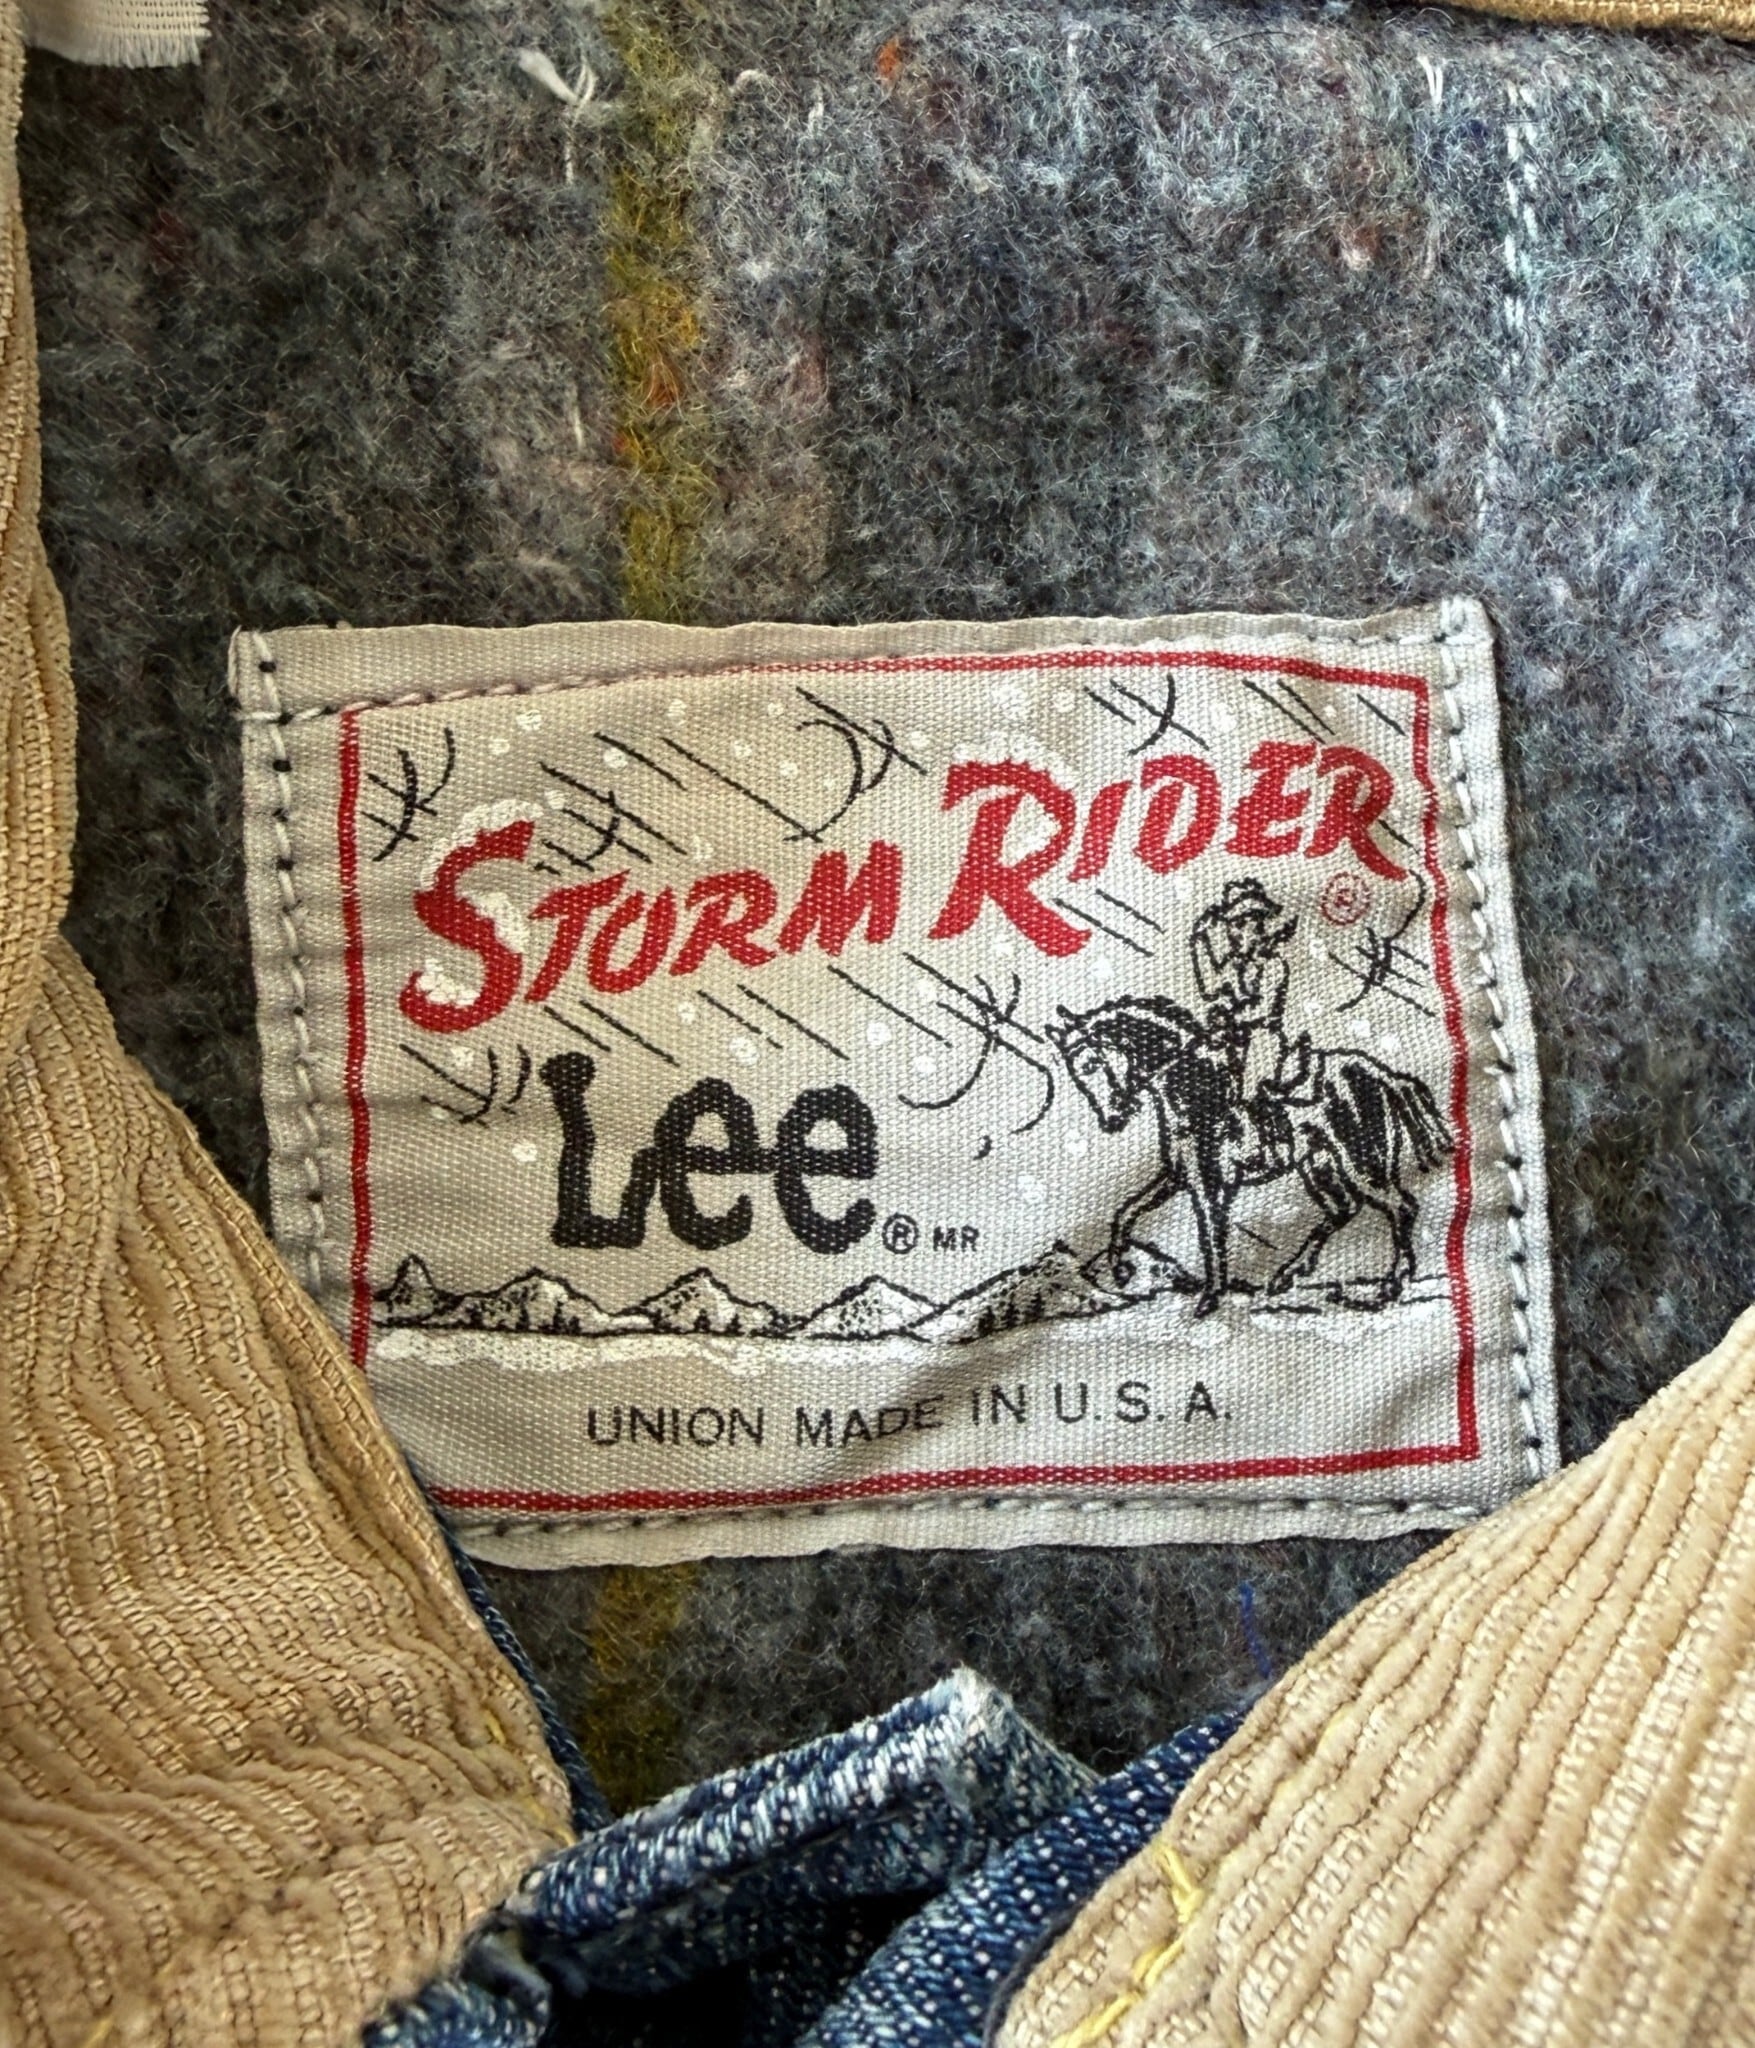 STORM RIDER ®
Lee ® MR
UNION MADE IN U.S.A.